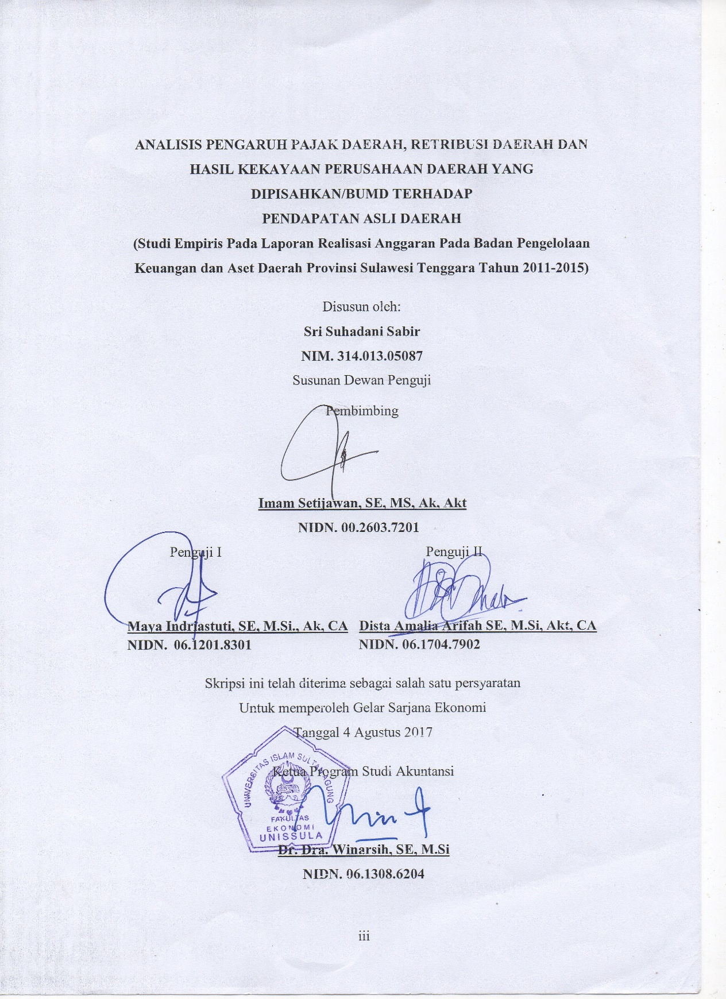 ANALISIS PENGARUH PAJAK DAERAH, RETRIBUSI DAERAH DAN
HASIL KEKAYAAN PERUSAHAAN DAERAH YANG
DIPISAHKAN/BUMD TERHADAP
PENDAPATAN ASLI DAERAH
(Studi Empiris Pada Laporan Realisasi Anggaran Pada Badan Pengelolaan
Keuangan dan Aset Daerah Provinsi Sulawesi Tenggara Tahun 2011-2015)
Disusun oleh:
Sri Suhadani Sabir
NIM. 314.013.05087
Susunan Dewan Penguji
Pembimbing
Imam Setijawan, SE, MS, Ak, Akt
NIDN. 00.2603.7201
Penguji I
Penguji II
Maya Indriastuti, SE, M.Si., Ak, CA
Dista Amalia Arifah SE, M.Si, Akt, CA
NIDN. 06.1201.8301
NIDN. 06.1704.7902
Skripsi ini telah diterima sebagai salah satu persyaratan
Untuk memperoleh Gelar Sarjana Ekonomi
Tanggal 4 Agustus 2017
Ketua Program Studi Akuntansi
UNIVERSITAS ISLAM SULTAN AGUNG
FAKULTAS
EKONOMI
UNISSULA
Dr. Dra. Winarsih, SE, M.Si
NIDN. 06.1308.6204
iii